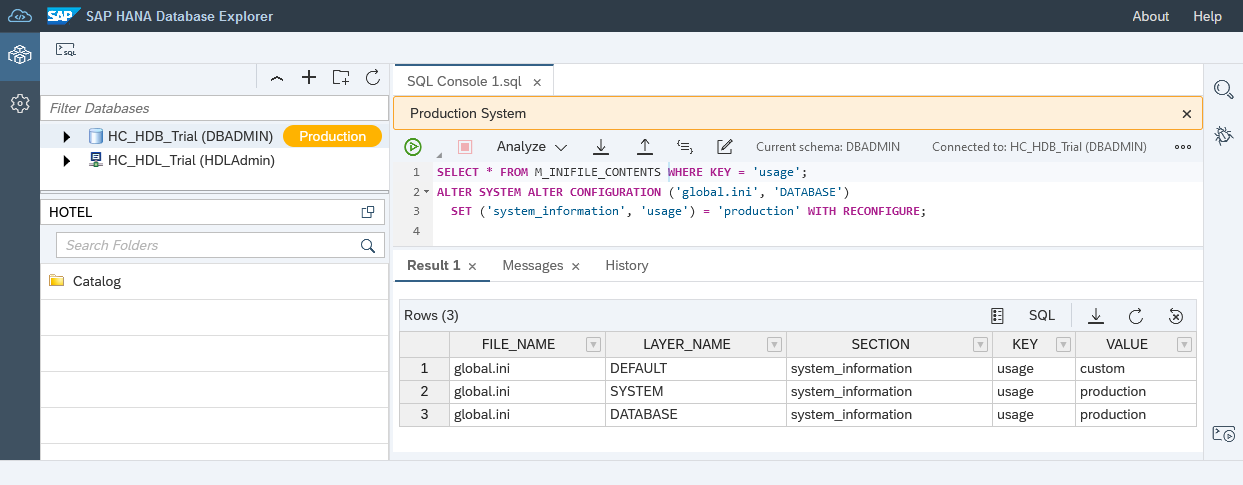 SAP SAP HANA Database Explorer About Help
SQL
Filter Databases
HC_HDB_Trial (DBADMIN) Production
HC_HDL_Trial (HDLAdmin)
HOTEL
Search Folders
Catalog
SQL Console 1.sql
Production System
Analyze Current schema: DBADMIN Connected to: HC_HDB_Trial (DBADMIN)
1 SELECT * FROM M_INIFILE_CONTENTS WHERE KEY = 'usage';
2 ALTER SYSTEM ALTER CONFIGURATION ('global.ini', 'DATABASE')
3 SET ('system_information', 'usage') = 'production' WITH RECONFIGURE;
4
Result 1 Messages History
Rows (3) SQL
FILE_NAME LAYER_NAME SECTION KEY VALUE
1 global.ini DEFAULT system_information usage custom
2 global.ini SYSTEM system_information usage production
3 global.ini DATABASE system_information usage production